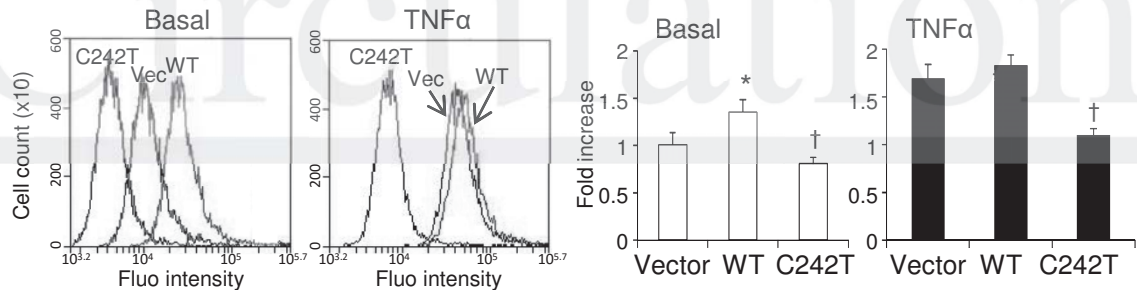 Circulation
Basal
TNFα
Basal
TNFα
Cell count (x10)
600
400
200
0
C242T
Vec
WT
10^3.2
10^4
10^5
10^5.7
Fluo intensity
600
400
200
0
C242T
Vec
WT
10^3.2
10^4
10^5
10^5.7
Fluo intensity
Fold increase
2
1.5
1
0.5
0
*
†
Vector WT C242T
2
1.5
1
0.5
0
†
Vector WT C242T